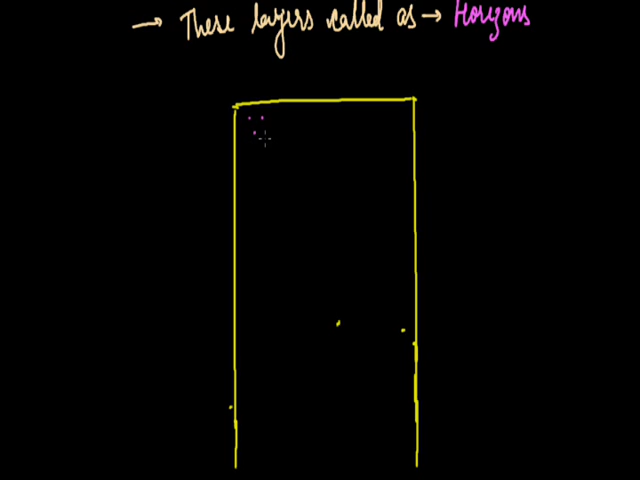 → These layers called as → Horizons